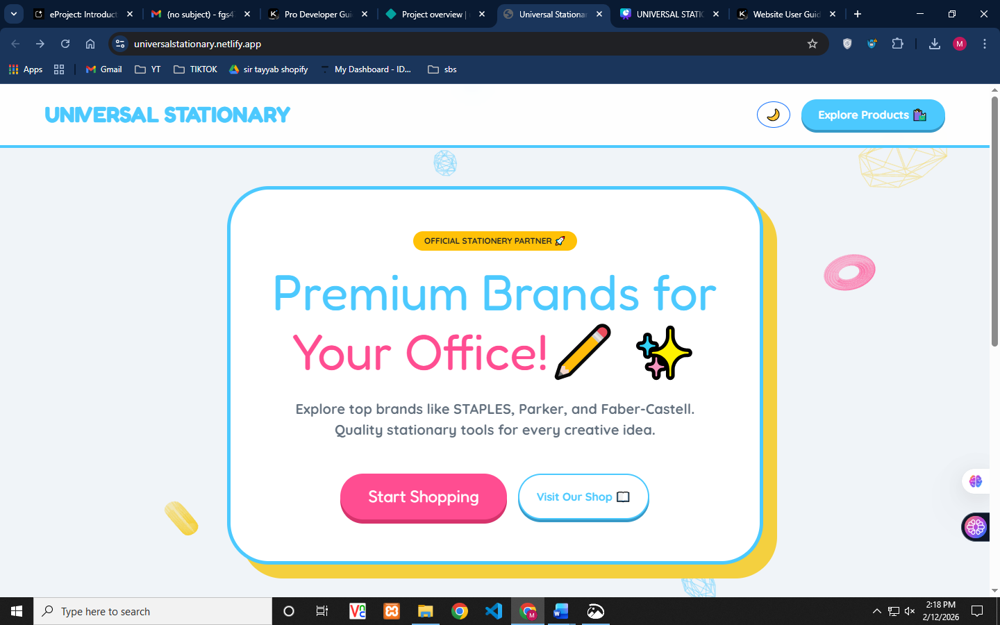 eProject: Introduct
(no subject) - fgs4
Pro Developer Gui
Project overview |
Universal Stationar
UNIVERSAL STATIO
Website User Guid
universalstationary.netlify.app
M
Apps
Gmail
YT
TIKTOK
sir tayyab shopify
My Dashboard - ID...
sbs
UNIVERSAL STATIONARY
Explore Products
OFFICIAL STATIONERY PARTNER
Premium Brands for
Your Office!
Explore top brands like STAPLES, Parker, and Faber-Castell.
Quality stationary tools for every creative idea.
Start Shopping
Visit Our Shop
Type here to search
2:18 PM
2/12/2026